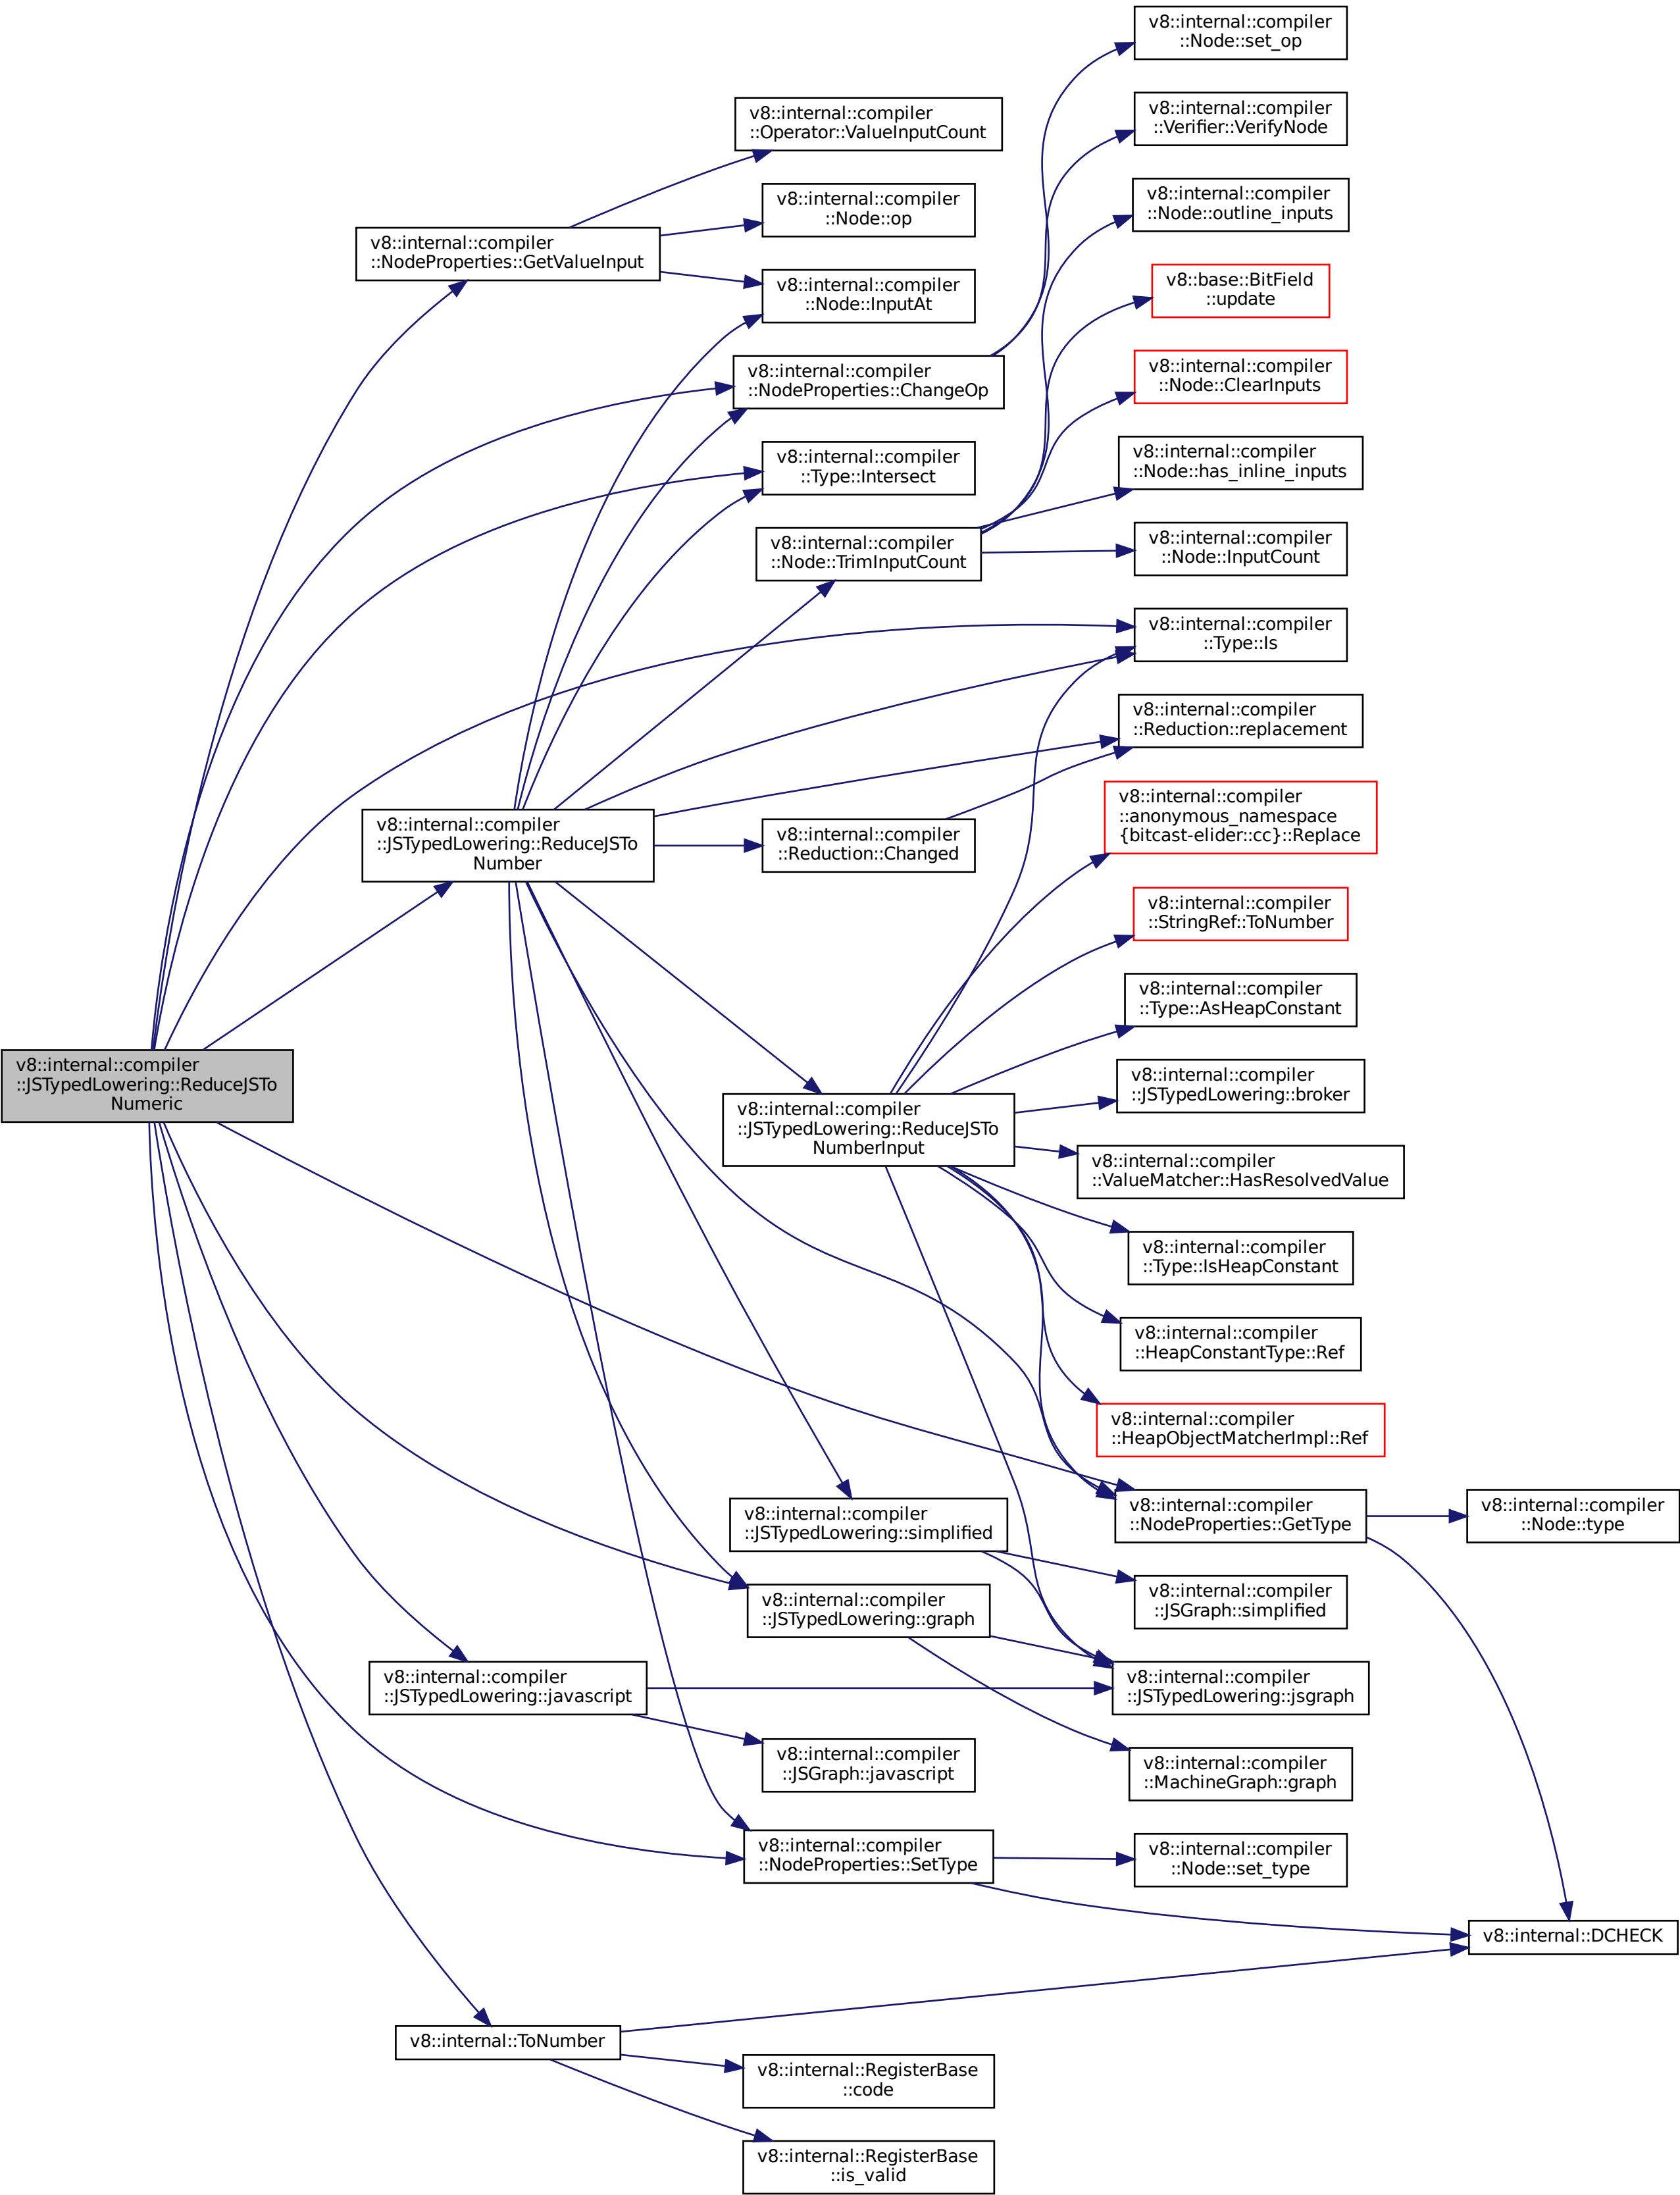 v8::internal::compiler
::Node::set_op
v8::internal::compiler
::Verifier::VerifyNode
v8::internal::compiler
::Operator::ValueInputCount
v8::internal::compiler
::Node::op
v8::internal::compiler
::Node::outline_inputs
v8::internal::compiler
::NodeProperties::GetValueInput
v8::internal::compiler
::Node::InputAt
v8::base::BitField
::update
v8::internal::compiler
::NodeProperties::ChangeOp
v8::internal::compiler
::Node::ClearInputs
v8::internal::compiler
::Type::Intersect
v8::internal::compiler
::Node::has_inline_inputs
v8::internal::compiler
::Node::TrimInputCount
v8::internal::compiler
::Node::InputCount
v8::internal::compiler
::Type::Is
v8::internal::compiler
::Reduction::replacement
v8::internal::compiler
::JSTypedLowering::ReduceJSTo
Number
v8::internal::compiler
::Reduction::Changed
v8::internal::compiler
::anonymous_namespace
{bitcast-elider::cc}::Replace
v8::internal::compiler
::StringRef::ToNumber
v8::internal::compiler
::Type::AsHeapConstant
v8::internal::compiler
::JSTypedLowering::ReduceJSTo
Numeric
v8::internal::compiler
::JSTypedLowering::broker
v8::internal::compiler
::JSTypedLowering::ReduceJSTo
NumberInput
v8::internal::compiler
::ValueMatcher::HasResolvedValue
v8::internal::compiler
::Type::IsHeapConstant
v8::internal::compiler
::HeapConstantType::Ref
v8::internal::compiler
::HeapObjectMatcherImpl::Ref
v8::internal::compiler
::NodeProperties::GetType
v8::internal::compiler
::Node::type
v8::internal::compiler
::JSTypedLowering::simplified
v8::internal::compiler
::JSGraph::simplified
v8::internal::compiler
::JSTypedLowering::graph
v8::internal::compiler
::JSTypedLowering::javascript
v8::internal::compiler
::JSTypedLowering::jsgraph
v8::internal::compiler
::JSGraph::javascript
v8::internal::compiler
::MachineGraph::graph
v8::internal::compiler
::NodeProperties::SetType
v8::internal::compiler
::Node::set_type
v8::internal::DCHECK
v8::internal::ToNumber
v8::internal::RegisterBase
::code
v8::internal::RegisterBase
::is_valid